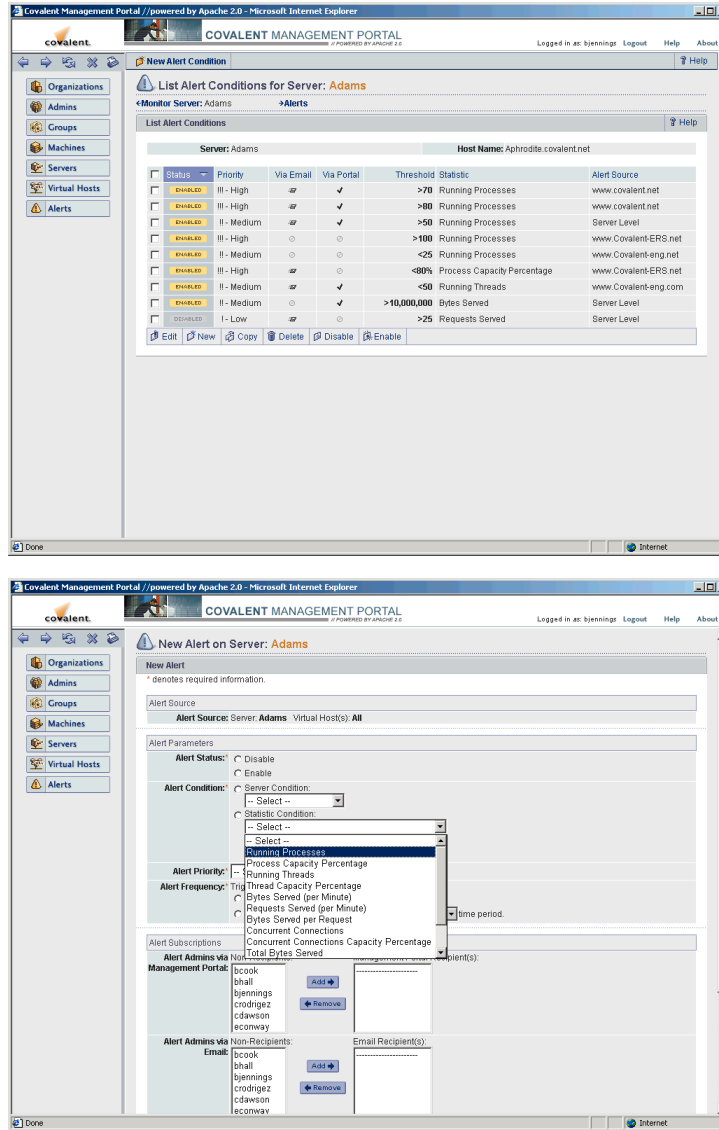 Covalent Management Portal //powered by Apache 2.0 - Microsoft Internet Explorer
covalent.
COVALENT MANAGEMENT PORTAL
// POWERED BY APACHE 2.0
Logged in as: bjennings Logout Help About
New Alert Condition
? Help
Organizations
Admins
Groups
Machines
Servers
Virtual Hosts
Alerts
List Alert Conditions for Server: Adams
Monitor Server: Adams Alerts
List Alert Conditions
? Help
Server: Adams Host Name: Aphrodite.covalent.net
Status Priority Via Email Via Portal Threshold Statistic Alert Source
ENABLED !!! - High >70 Running Processes www.covalent.net
ENABLED !!! - High >80 Running Processes www.covalent.net
ENABLED !! - Medium >50 Running Processes Server Level
ENABLED !!! - High >100 Running Processes www.Covalent-ERS.net
ENABLED !! - Medium <25 Running Processes www.Covalent-eng.net
ENABLED !!! - High <80% Process Capacity Percentage www.Covalent-ERS.net
ENABLED !! - Medium <50 Running Threads www.Covalent-eng.com
ENABLED !! - Medium >10,000,000 Bytes Served Server Level
DISABLED ! - Low >25 Requests Served Server Level
Edit New Copy Delete Disable Enable
Done
Internet
Covalent Management Portal //powered by Apache 2.0 - Microsoft Internet Explorer
covalent.
COVALENT MANAGEMENT PORTAL
// POWERED BY APACHE 2.0
Logged in as: bjennings Logout Help About
Organizations
Admins
Groups
Machines
Servers
Virtual Hosts
Alerts
New Alert on Server: Adams
New Alert
* denotes required information.
Alert Source
Alert Source: Server: Adams Virtual Host(s): All
Alert Parameters
Alert Status:* Disable
Enable
Alert Condition:* Server Condition:
-- Select --
Statistic Condition:
-- Select --
-- Select --
Running Processes
Process Capacity Percentage
Running Threads
Thread Capacity Percentage
Bytes Served (per Minute)
Requests Served (per Minute)
Bytes Served per Request
Concurrent Connections
Concurrent Connections Capacity Percentage
Total Bytes Served
Alert Priority:*
Alert Frequency:*
time period.
Alert Subscriptions
Alert Admins via Management Portal:
Non-Recipients:
Management Portal Recipient(s):
bcook
bhall
bjennings
crodrigez
cdawson
econway
Add
Remove
---------------------
Alert Admins via Email:
Non-Recipients:
Email Recipient(s):
bcook
bhall
bjennings
crodrigez
cdawson
econway
Add
Remove
---------------------
Done
Internet